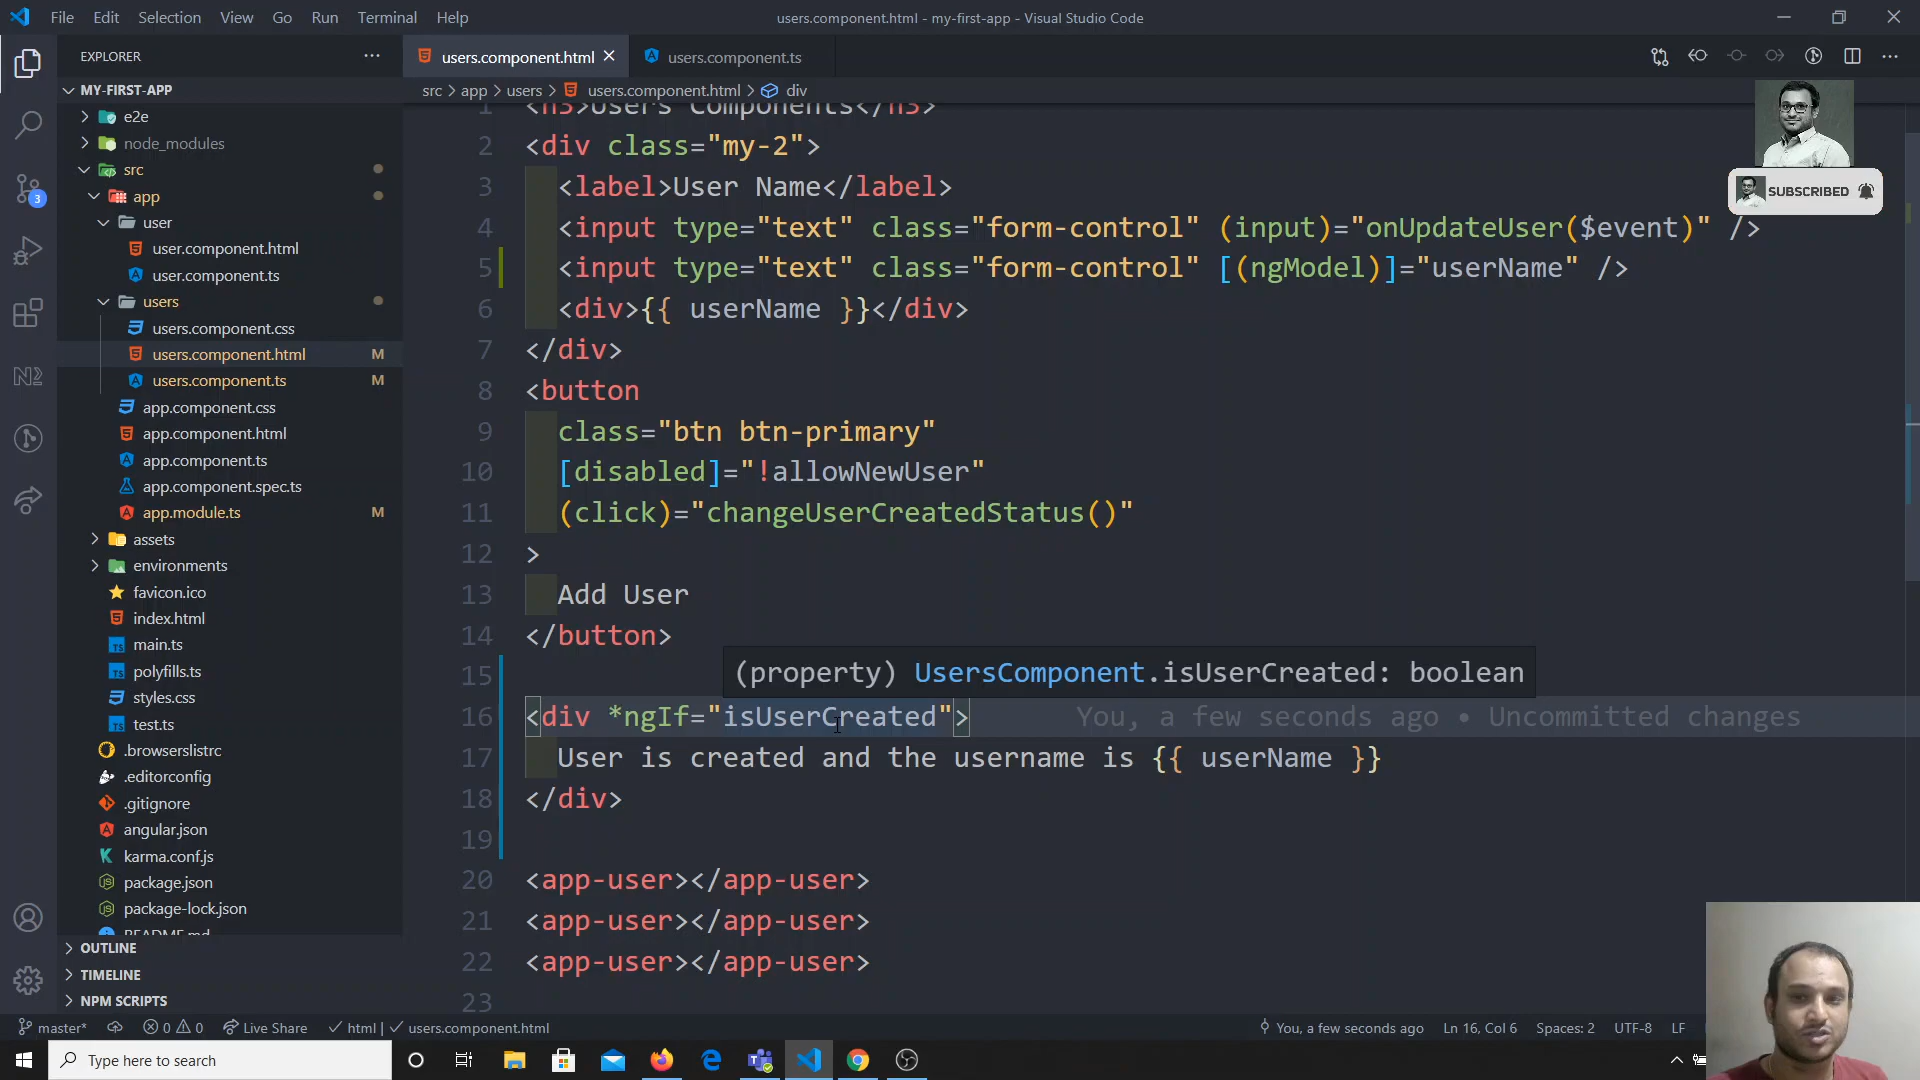 File Edit Selection View Go Run Terminal Help
users.component.html - my-first-app - Visual Studio Code
EXPLORER
MY-FIRST-APP
e2e
node_modules
src
app
user
user.component.html
user.component.ts
users
users.component.css
users.component.html M
users.component.ts M
app.component.css
app.component.html
app.component.ts
app.component.spec.ts
app.module.ts M
assets
environments
favicon.ico
index.html
main.ts
polyfills.ts
styles.css
test.ts
.browserslistrc
.editorconfig
.gitignore
angular.json
karma.conf.js
package.json
package-lock.json
README.md
OUTLINE
TIMELINE
NPM SCRIPTS
3
users.component.html users.component.ts
src > app > users > users.component.html > div
1 <h3>Users Components</h3>
2 <div class="my-2">
3 <label>User Name</label>
4 <input type="text" class="form-control" (input)="onUpdateUser($event)" />
5 <input type="text" class="form-control" [(ngModel)]="userName" />
6 <div>{{ userName }}</div>
7 </div>
8 <button
9 class="btn btn-primary"
10 [disabled]="!allowNewUser"
11 (click)="changeUserCreatedStatus()"
12 >
13 Add User
14 </button>
15
(property) UsersComponent.isUserCreated: boolean
16 <div *ngIf="isUserCreated"> You, a few seconds ago • Uncommitted changes
17 User is created and the username is {{ userName }}
18 </div>
19
20 <app-user></app-user>
21 <app-user></app-user>
22 <app-user></app-user>
23
SUBSCRIBED
master* 0 0 Live Share html | users.component.html
You, a few seconds ago Ln 16, Col 6 Spaces: 2 UTF-8 LF
Type here to search